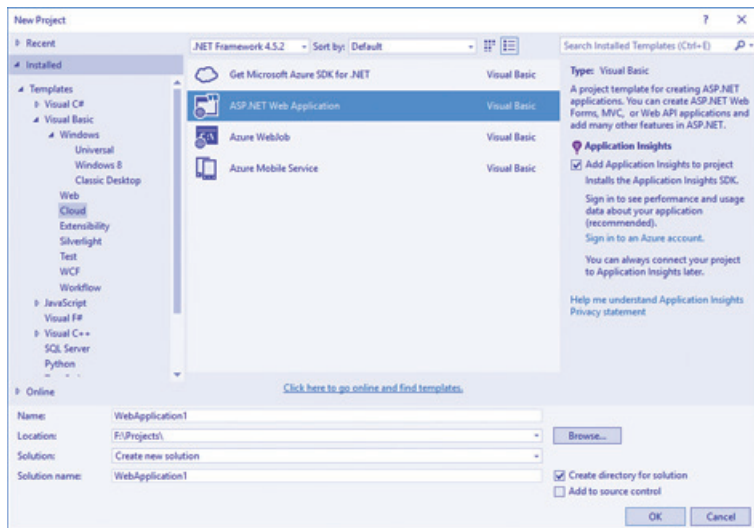 New Project
? X
Recent
.NET Framework 4.5.2
Sort by: Default
Search Installed Templates (Ctrl+E)
Installed
Templates
Visual C#
Visual Basic
Windows
Universal
Windows 8
Classic Desktop
Web
Cloud
Extensibility
Silverlight
Test
WCF
Workflow
JavaScript
Visual F#
Visual C++
SQL Server
Python
Online
Get Microsoft Azure SDK for .NET Visual Basic
ASP.NET Web Application Visual Basic
Azure WebJob Visual Basic
Azure Mobile Service Visual Basic
Click here to go online and find templates.
Type: Visual Basic
A project template for creating ASP.NET
applications. You can create ASP.NET Web
Forms, MVC, or Web API applications and
add many other features in ASP.NET.
Application Insights
Add Application Insights to project
Installs the Application Insights SDK.
Sign in to see performance and usage
data about your application
(recommended).
Sign in to an Azure account.
You can always connect your project
to Application Insights later.
Help me understand Application Insights
Privacy statement
Name: WebApplication1
Location: F:\Projects\
Browse...
Solution: Create new solution
Solution name: WebApplication1
Create directory for solution
Add to source control
OK Cancel